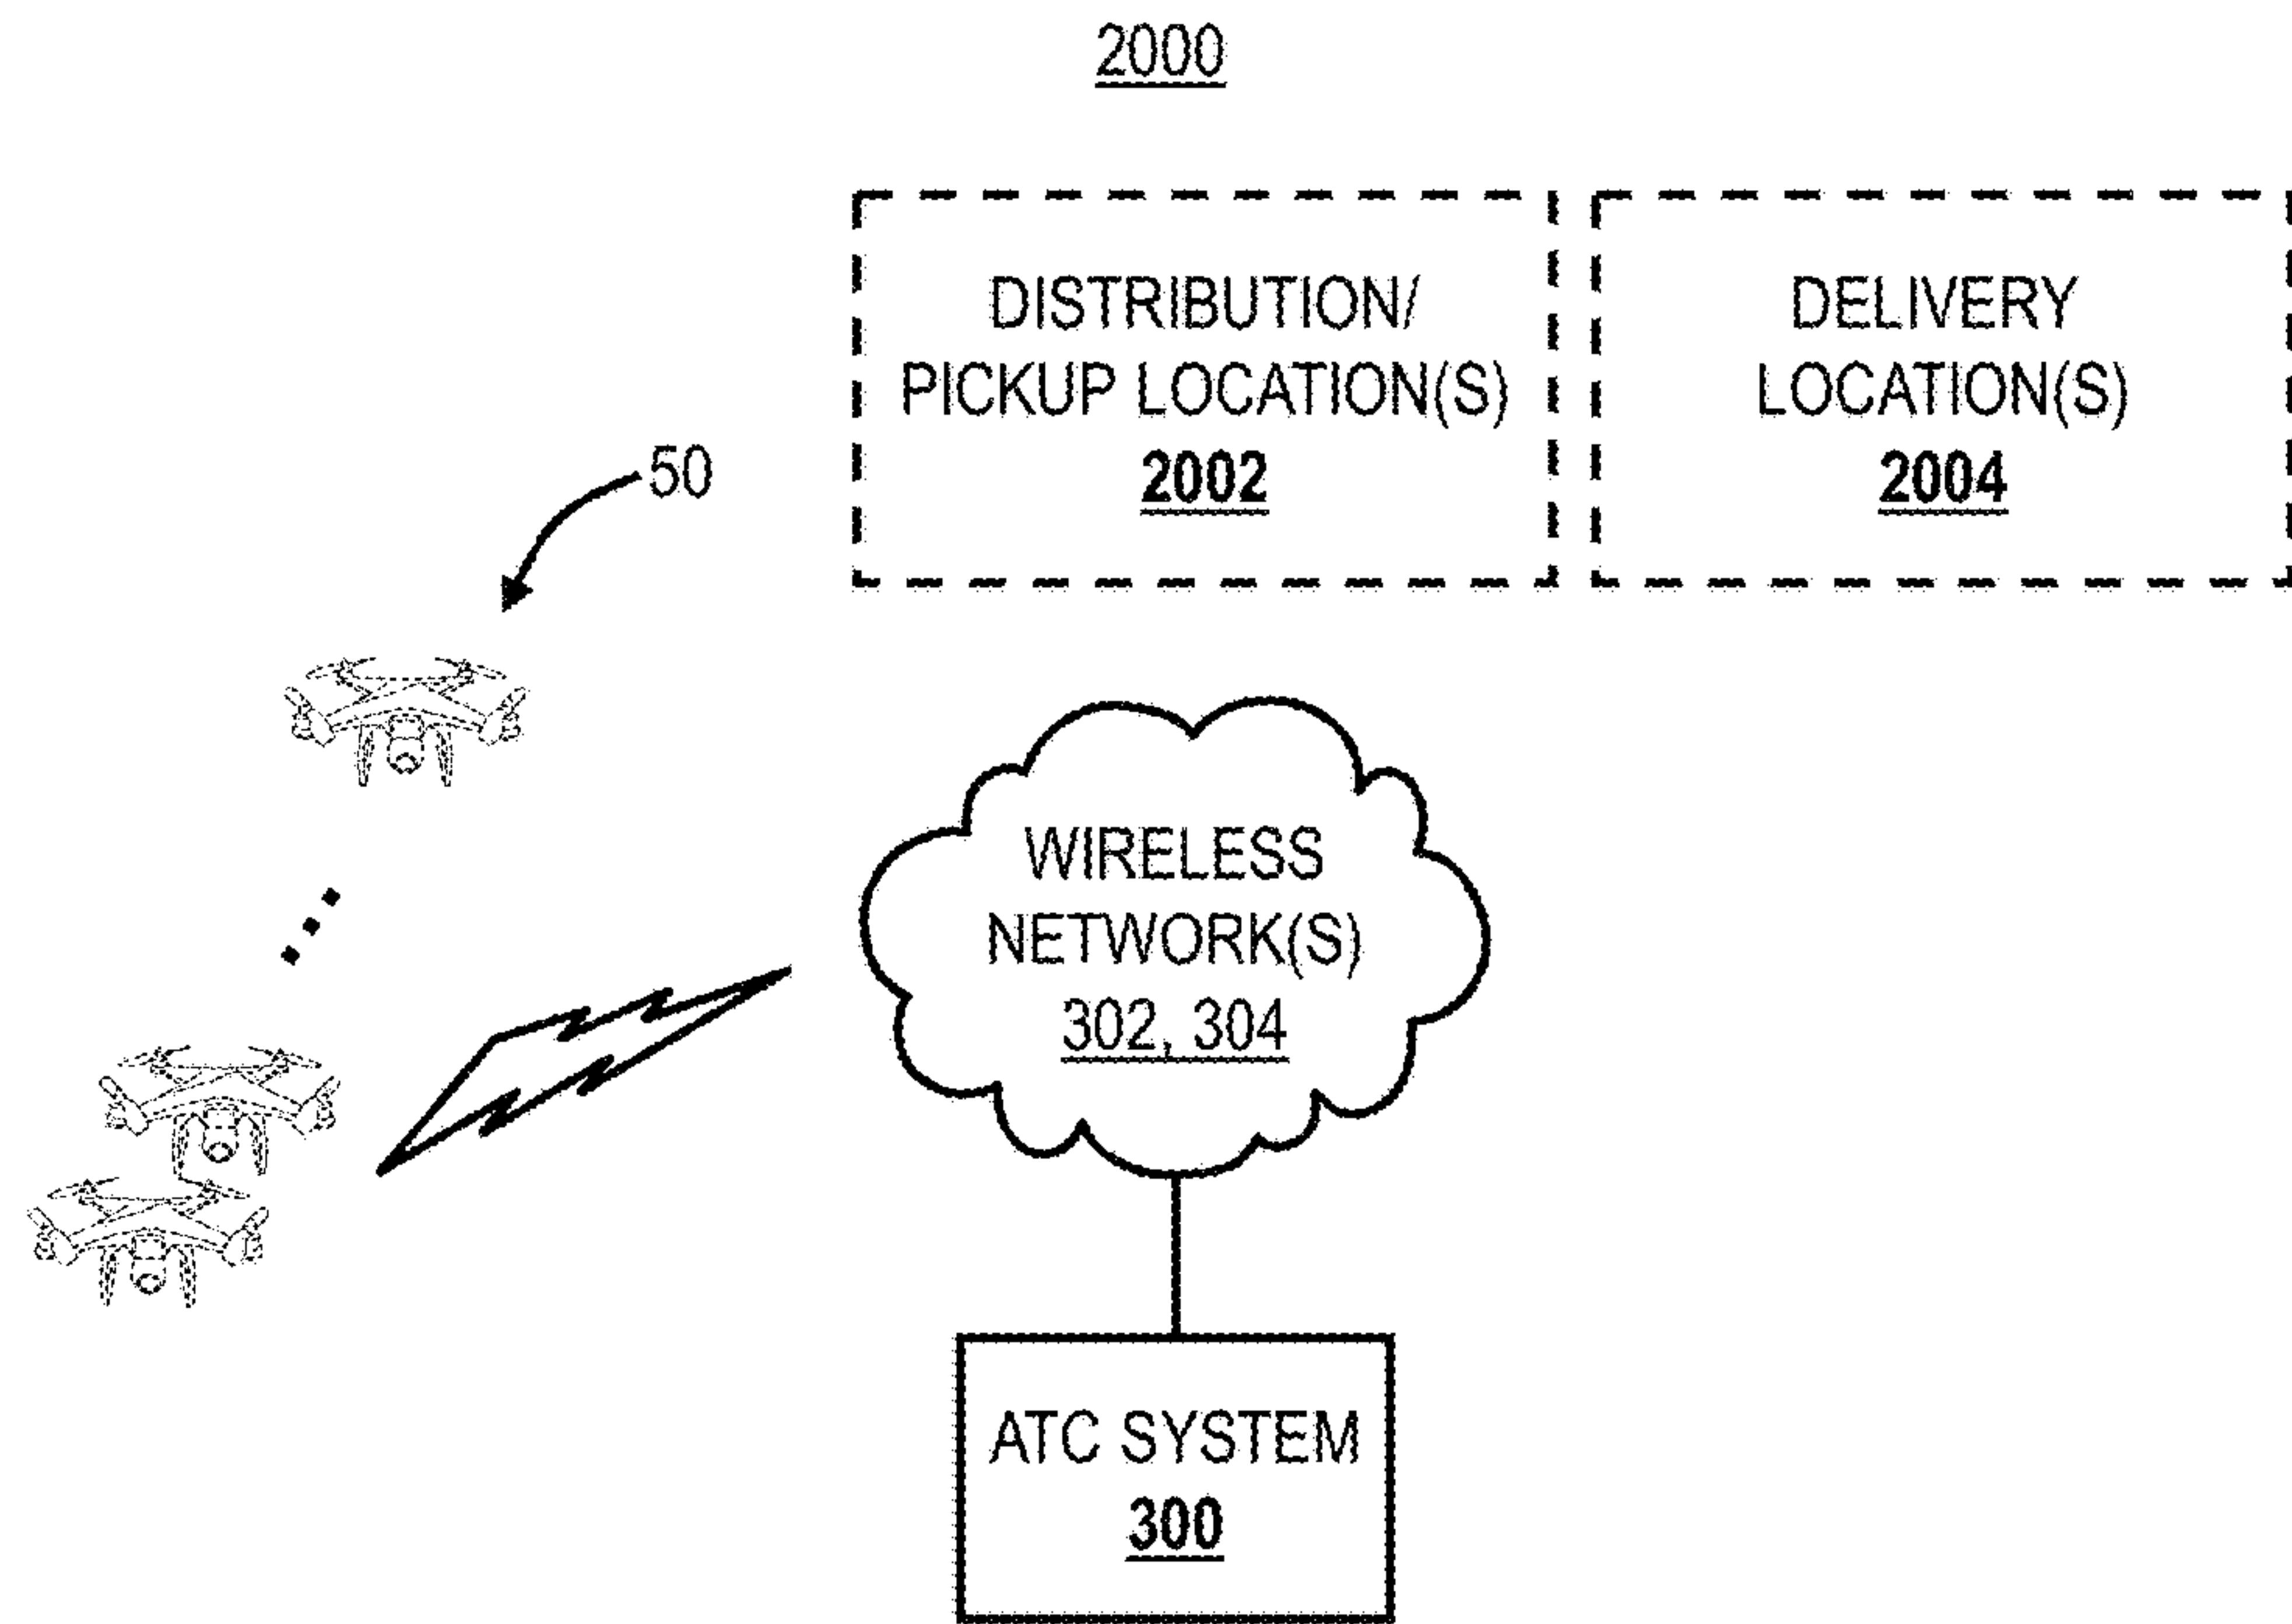 2000
DISTRIBUTION/
PICKUP LOCATION(S)
2002
DELIVERY
LOCATION(S)
2004
50
WIRELESS
NETWORK(S)
302, 304
ATC SYSTEM
300